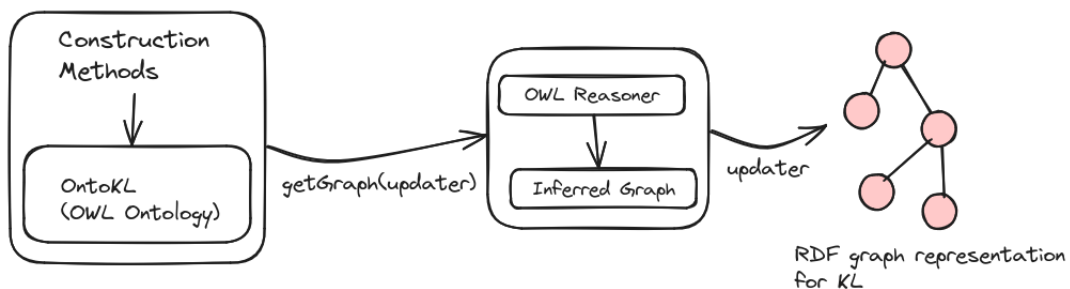 Construction
Methods
OntoKL
(OWL Ontology)
getGraph(updater)
OWL Reasoner
Inferred Graph
updater
RDF graph representation
for KL